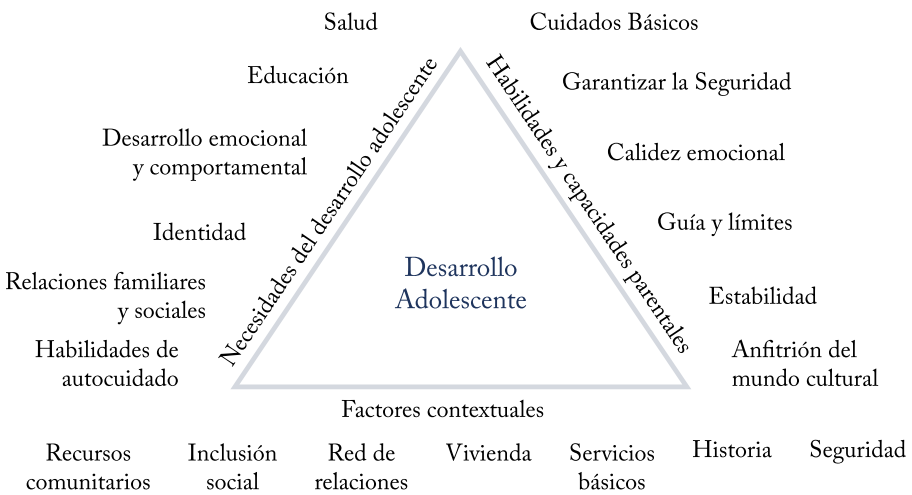 Salud
Cuidados Básicos
Educación
Garantizar la Seguridad
Desarrollo emocional
y comportamental
Calidez emocional
Identidad
Guía y límites
Relaciones familiares
y sociales
Estabilidad
Habilidades de
autocuidado
Anfitrión del
mundo cultural
Necesidades del desarrollo adolescente
Habilidades y capacidades parentales
Desarrollo
Adolescente
Factores contextuales
Recursos
comunitarios
Inclusión
social
Red de
relaciones
Vivienda
Servicios
básicos
Historia
Seguridad